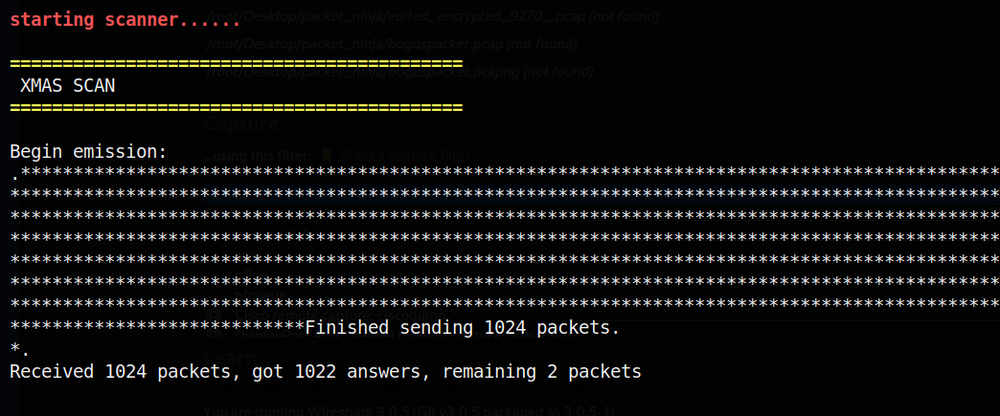 /root/Desktop/packet_ninja/edited_encrypted_9270_.pcap (not found)
starting scanner......
/root/Desktop/packet_ninja/boguspacket.pcap (not found)
===========================================
/root/Desktop/packet_ninja/boguspacket.pcapng (not found)
XMAS SCAN
===========================================
Capture
Begin emission:
...using this filter: Enter a capture filter ...
.*********************************************************************************************
**********************************************************************************************
**********************************************************************************************
**********************************************************************************************
**********************************************************************************************
**********************************************************************************************
**********************************************************************************************
****************************Finished sending 1024 packets.
*.
Learn
Received 1024 packets, got 1022 answers, remaining 2 packets
You are running Wireshark 3.0.5 (Git v3.0.5 packaged as 3.0.5-1).